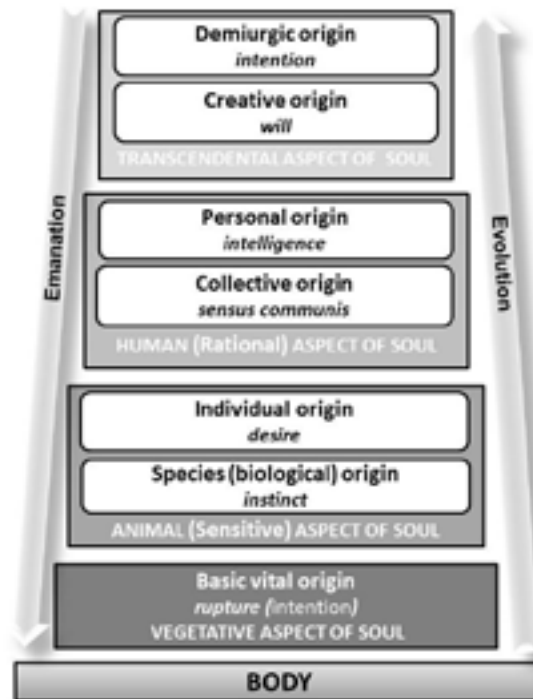 Demiurgic origin
intention
Creative origin
will
TRANSCENDENTAL ASPECT OF SOUL
Emanation
Evolution
Personal origin
intelligence
Collective origin
sensus communis
HUMAN (Rational) ASPECT OF SOUL
Individual origin
desire
Species (biological) origin
instinct
ANIMAL (Sensitive) ASPECT OF SOUL
Basic vital origin
rupture (intention)
VEGETATIVE ASPECT OF SOUL
BODY